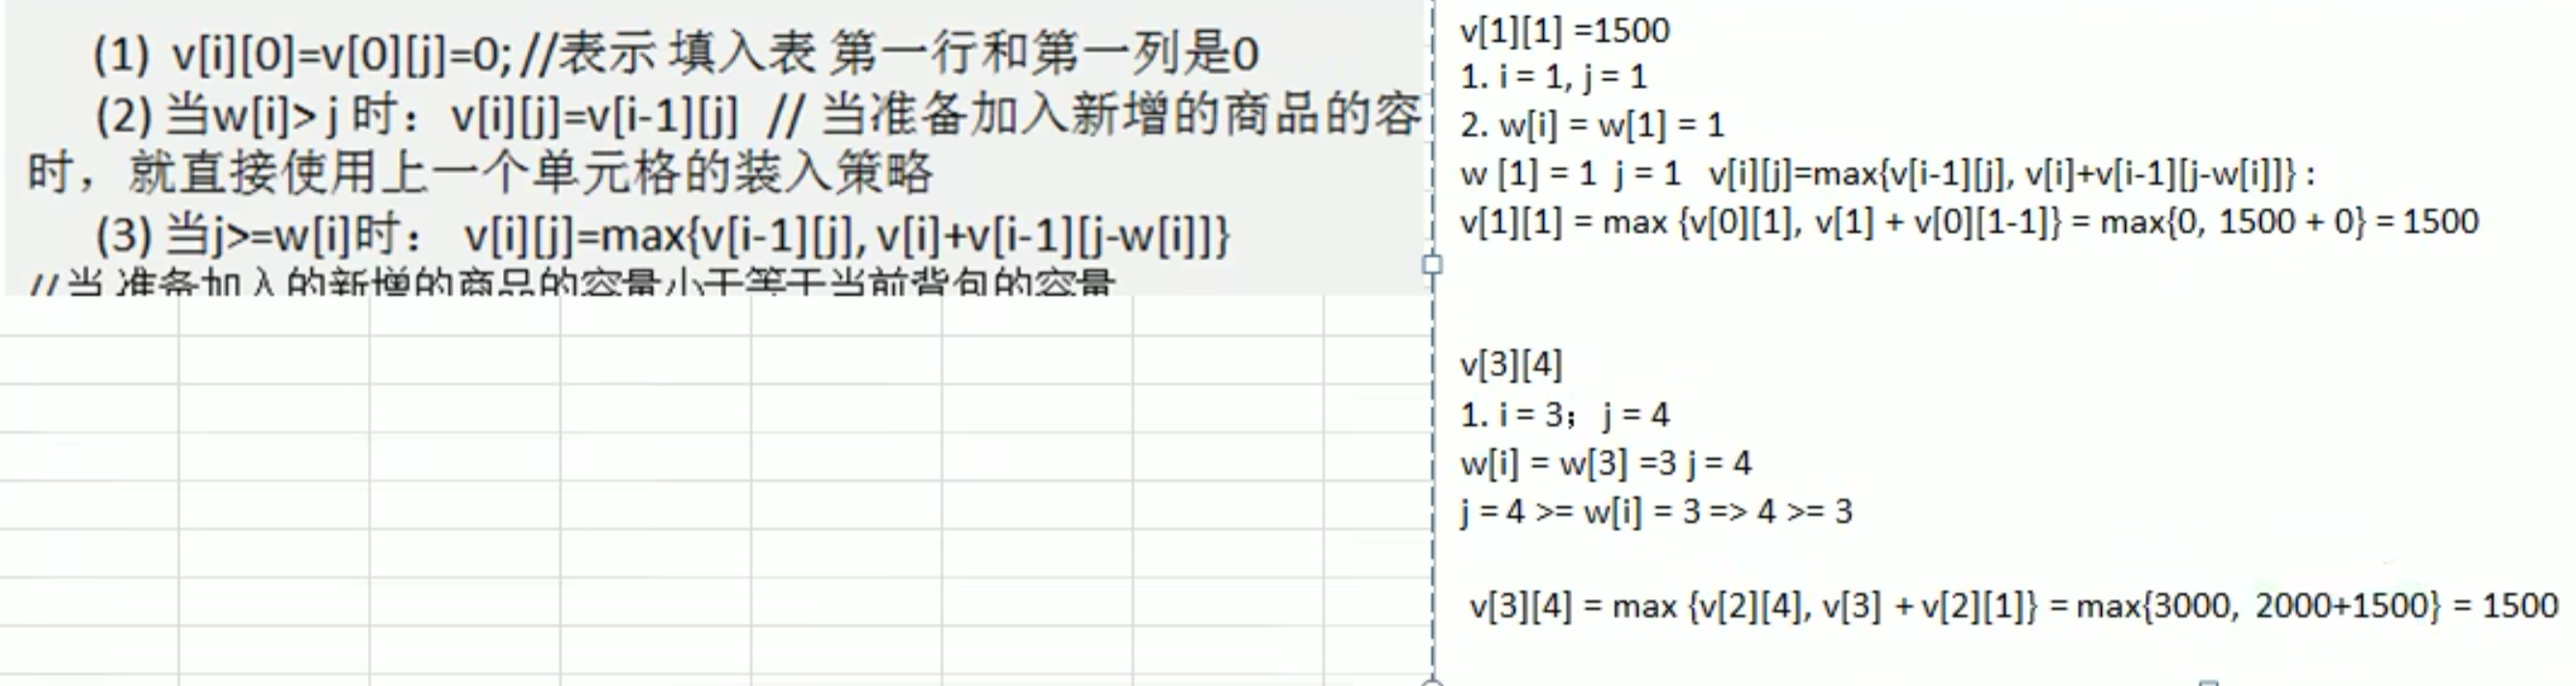 (1) v[i][0]=v[0][j]=0; //表示 填入表 第一行和第一列是0
(2) 当w[i]> j 时： v[i][j]=v[i-1][j] // 当准备加入新增的商品的容
时，就直接使用上一个单元格的装入策略
(3) 当j>=w[i]时： v[i][j]=max{v[i-1][j], v[i]+v[i-1][j-w[i]]}
// 当 准备加入的新增的商品的容量小于等于当前背包的容量
v[1][1] =1500
1. i = 1, j = 1
2. w[i] = w[1] = 1
w [1] = 1 j = 1 v[i][j]=max{v[i-1][j], v[i]+v[i-1][j-w[i]]} :
v[1][1] = max {v[0][1], v[1] + v[0][1-1]} = max{0, 1500 + 0} = 1500
v[3][4]
1. i = 3； j = 4
w[i] = w[3] =3 j = 4
j = 4 >= w[i] = 3 => 4 >= 3
v[3][4] = max {v[2][4], v[3] + v[2][1]} = max{3000, 2000+1500} = 1500